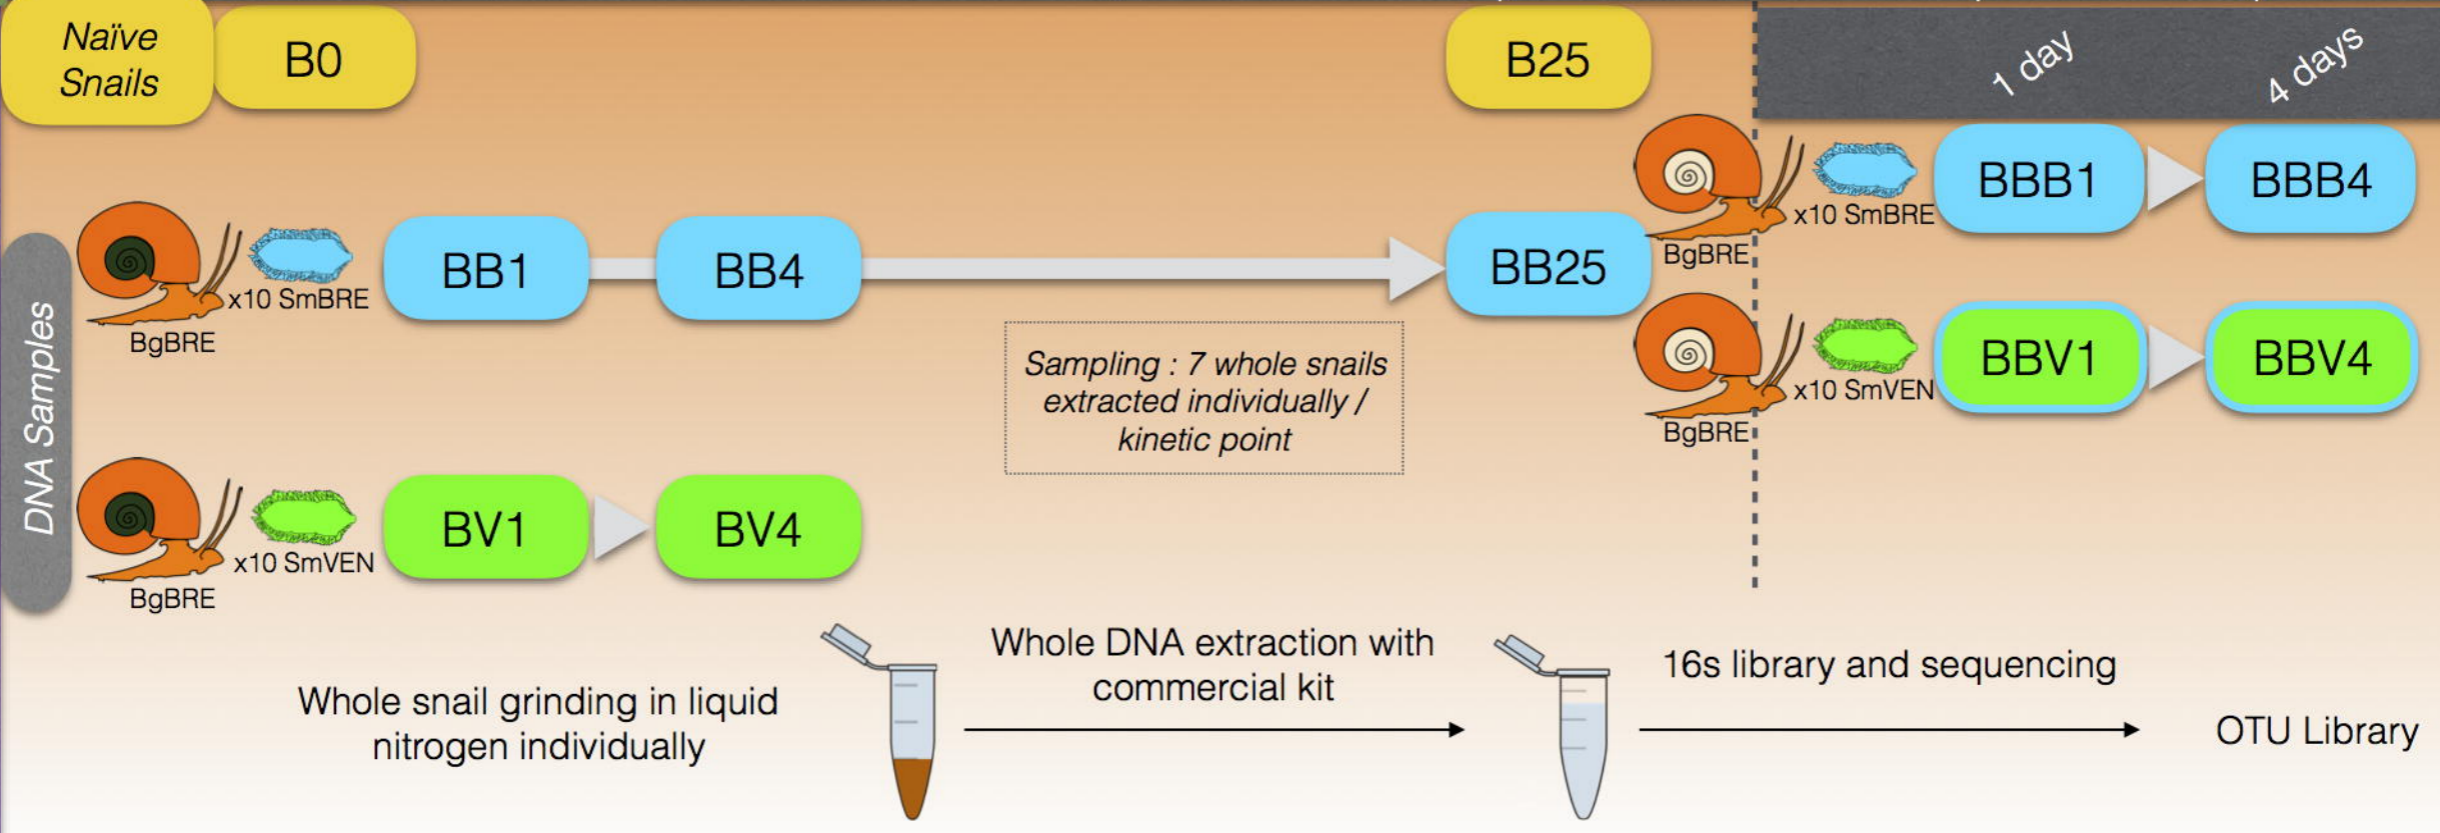 Naïve
Snails
B0
B25
1 day
4 days
DNA Samples
BgBRE
x10 SmBRE
BB1
BB4
BB25
BgBRE
x10 SmBRE
BBB1
BBB4
BgBRE
x10 SmVEN
BBV1
BBV4
Sampling : 7 whole snails
extracted individually /
kinetic point
BgBRE
x10 SmVEN
BV1
BV4
Whole snail grinding in liquid
nitrogen individually
Whole DNA extraction with
commercial kit
16s library and sequencing
OTU Library